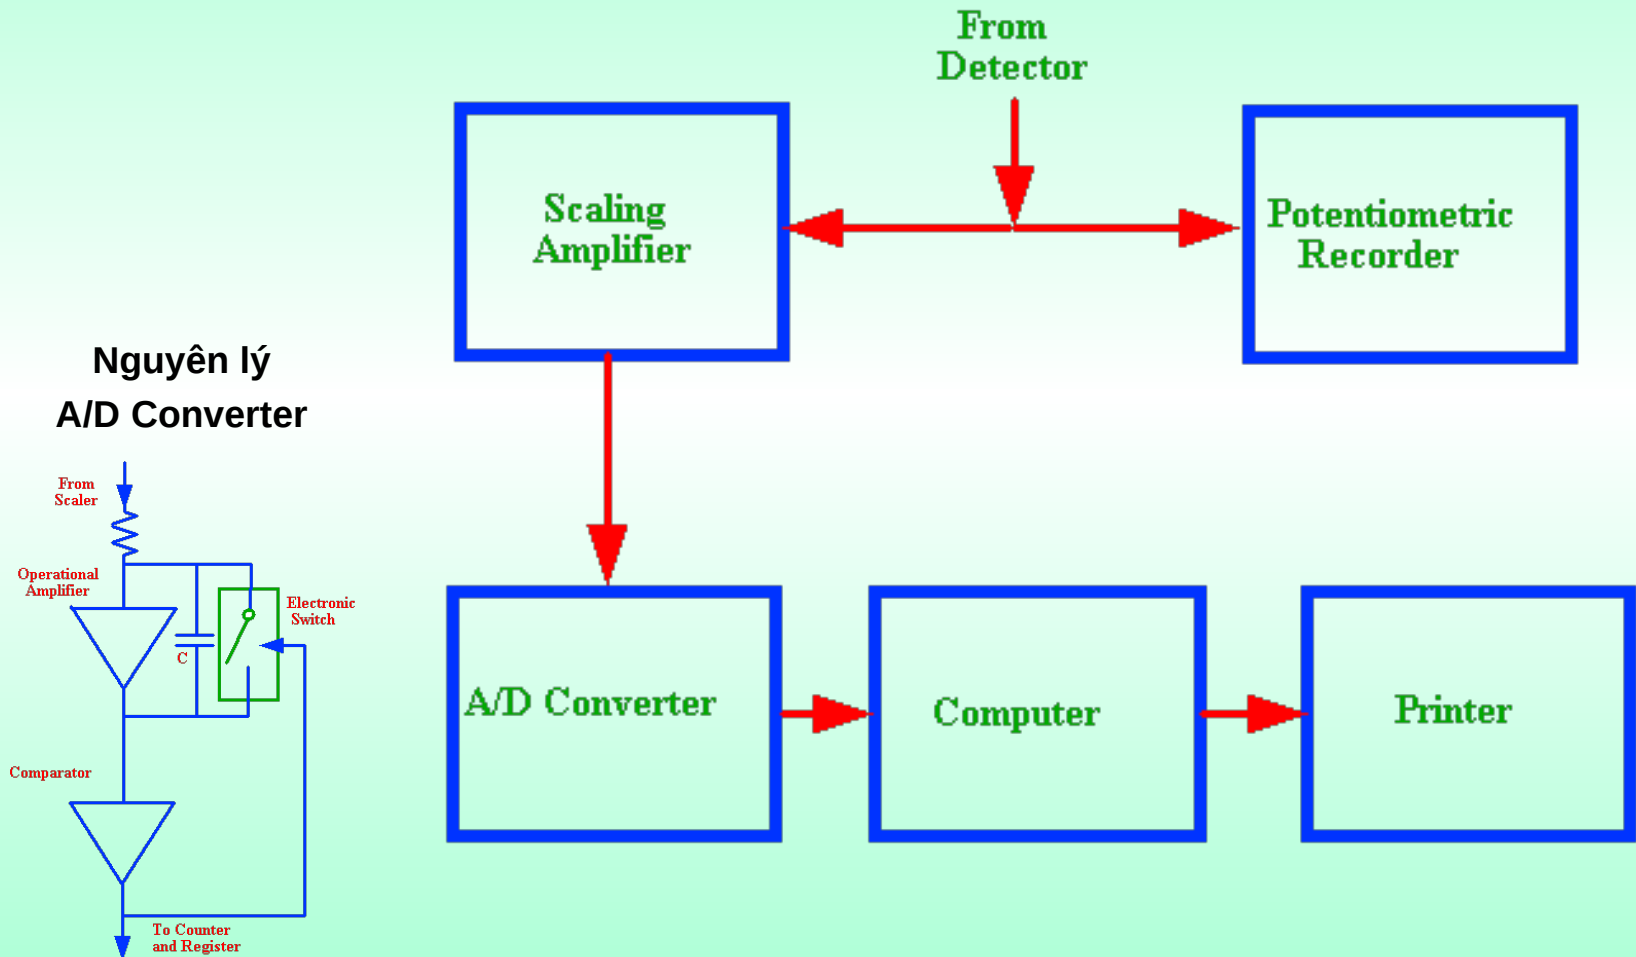 From
Detector
Scaling
Amplifier
Potentiometric
Recorder
Nguyên lý
A/D Converter
From
Scaler
Operational
Amplifier
C
Electronic
Switch
Comparator
To Counter
and Register
A/D Converter
Computer
Printer